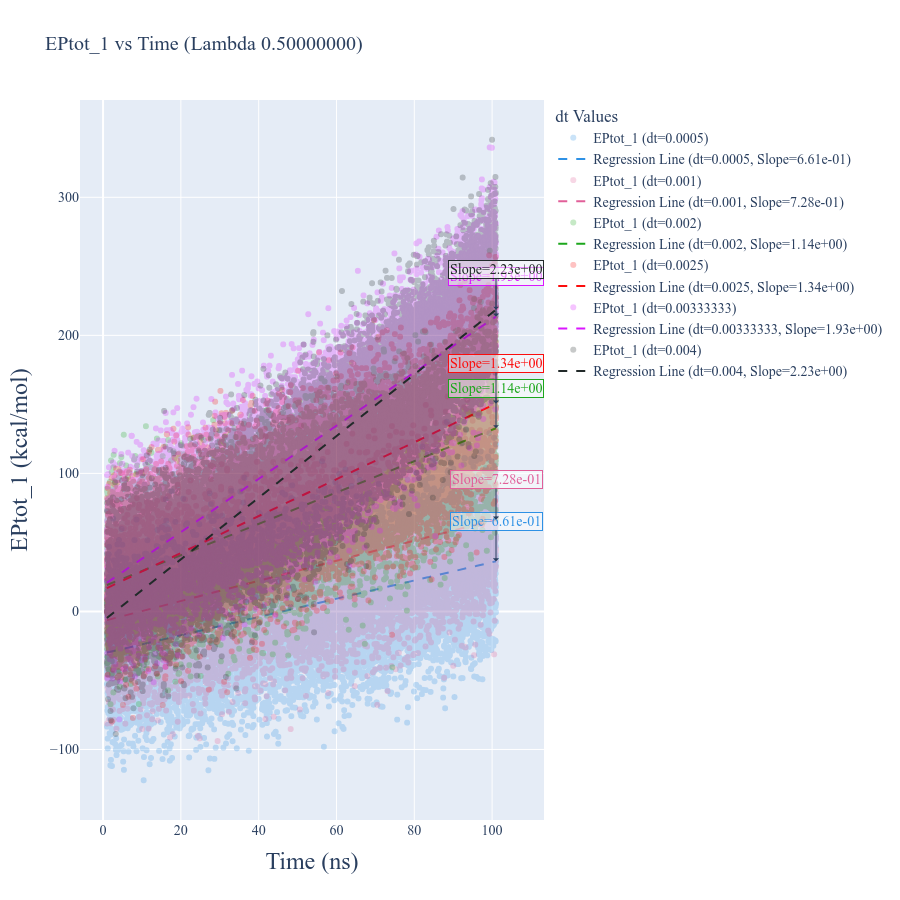 EPtot_1 vs Time (Lambda 0.50000000)
dt Values
EPtot_1 (dt=0.0005)
Regression Line (dt=0.0005, Slope=6.61e-01)
EPtot_1 (dt=0.001)
Regression Line (dt=0.001, Slope=7.28e-01)
EPtot_1 (dt=0.002)
Regression Line (dt=0.002, Slope=1.14e+00)
EPtot_1 (dt=0.0025)
Regression Line (dt=0.0025, Slope=1.34e+00)
EPtot_1 (dt=0.00333333)
Regression Line (dt=0.00333333, Slope=1.93e+00)
EPtot_1 (dt=0.004)
Regression Line (dt=0.004, Slope=2.23e+00)
Slope=2.23e+00
Slope=1.93e+00
Slope=1.34e+00
Slope=1.14e+00
Slope=7.28e-01
Slope=6.61e-01
300
200
100
0
−100
EPtot_1 (kcal/mol)
0
20
40
60
80
100
Time (ns)